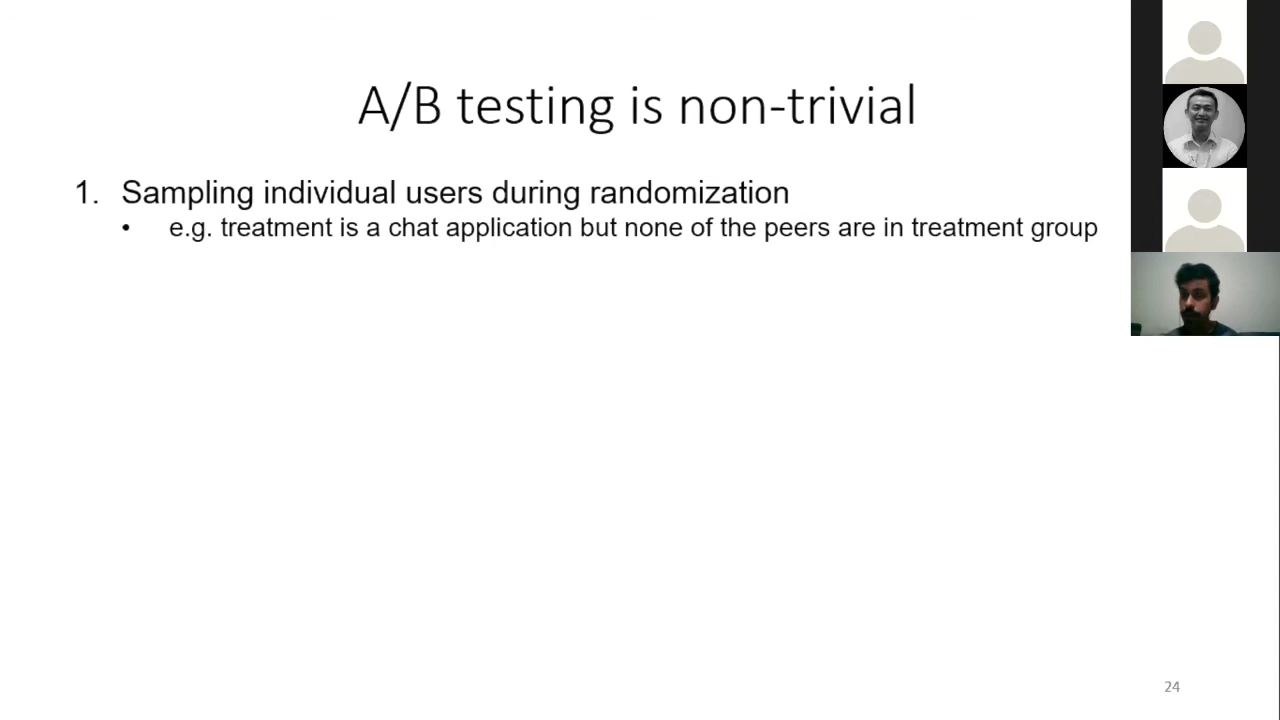 A/B testing is non-trivial
1. Sampling individual users during randomization
• e.g. treatment is a chat application but none of the peers are in treatment group
24